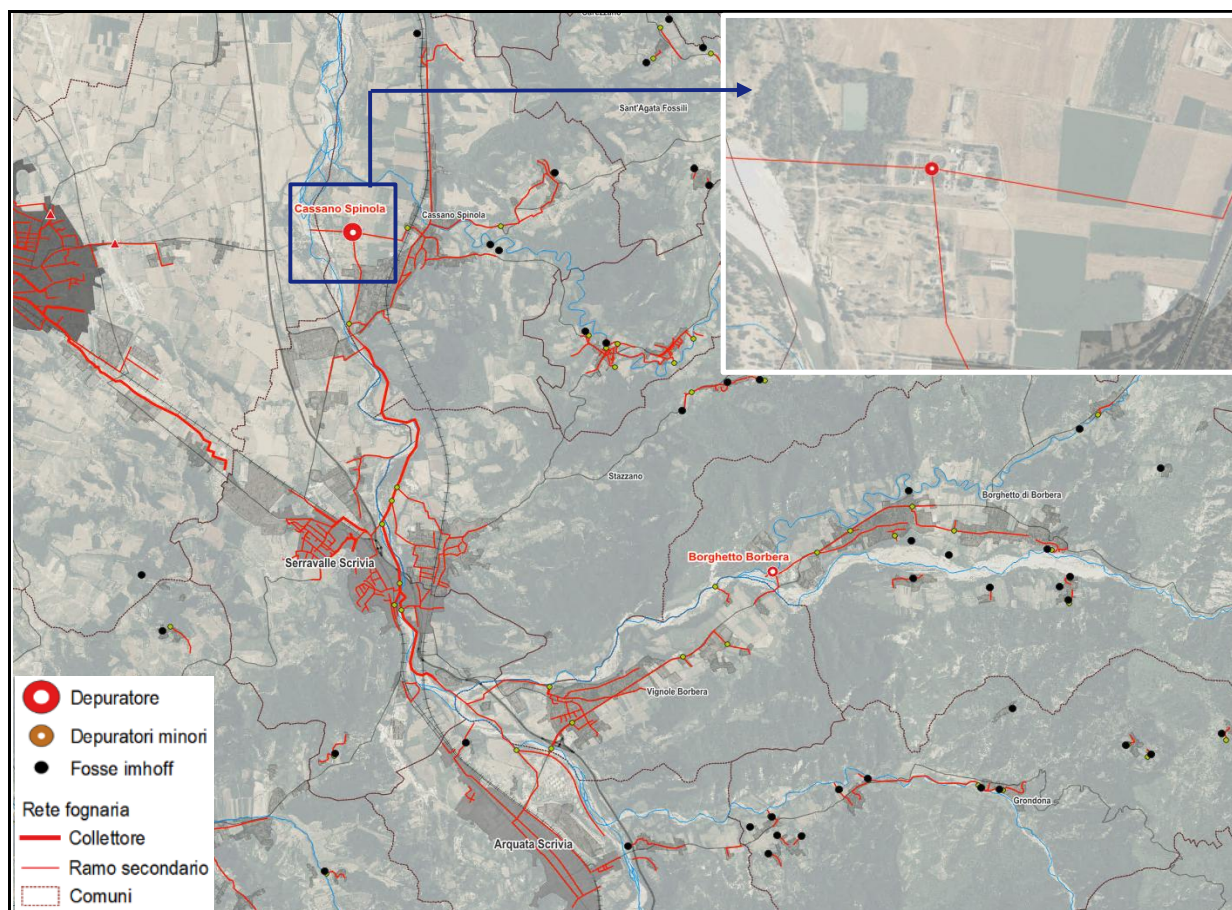 Sant'Agata Fossili
Cassano Spinola
Cassano Spinola
Stazzano
Borghetto di Borbera
Borghetto Borbera
Serravalle Scrivia
Vignole Borbera
Grondona
Arquata Scrivia
Depuratore
Depuratori minori
Fosse imhoff
Rete fognaria
Collettore
Ramo secondario
Comuni